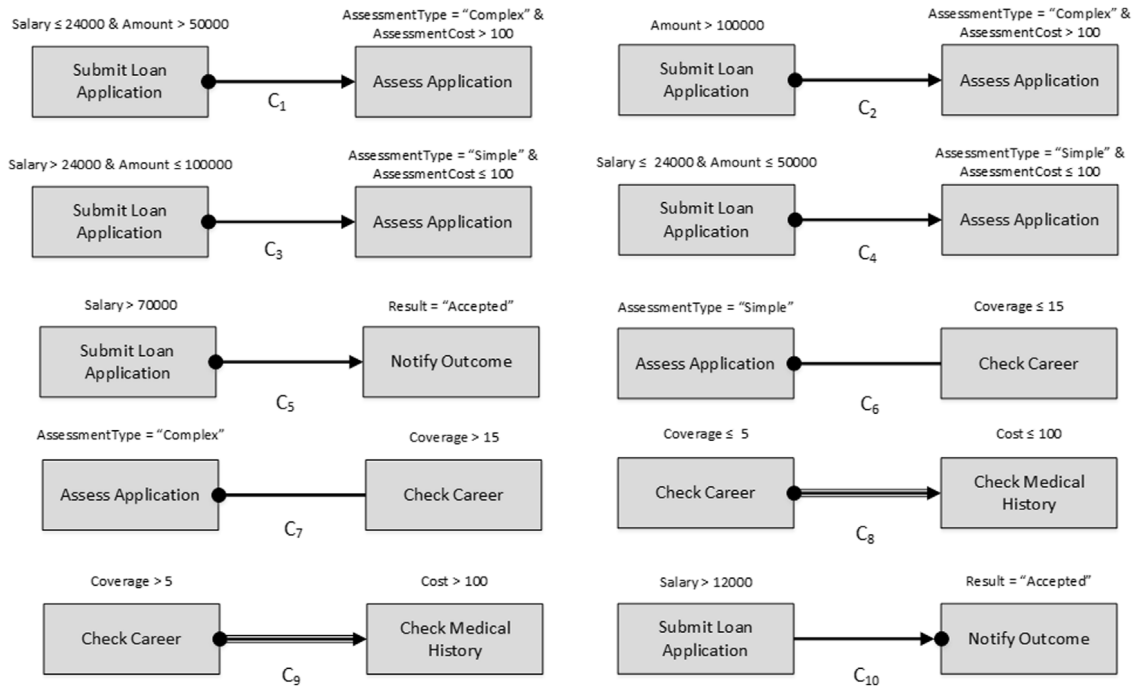 Salary ≤ 24000 & Amount > 50000
AssessmentType = “Complex” &
AssessmentCost > 100
Submit Loan
Application
Assess Application
C1
Amount > 100000
AssessmentType = “Complex” &
AssessmentCost > 100
Submit Loan
Application
Assess Application
C2
Salary > 24000 & Amount ≤ 100000
AssessmentType = “Simple” &
AssessmentCost ≤ 100
Submit Loan
Application
Assess Application
C3
Salary ≤ 24000 & Amount ≤ 50000
AssessmentType = “Simple” &
AssessmentCost ≤ 100
Submit Loan
Application
Assess Application
C4
Salary > 70000
Result = “Accepted”
Submit Loan
Application
Notify Outcome
C5
AssessmentType = “Simple”
Coverage ≤ 15
Assess Application
Check Career
C6
AssessmentType = “Complex”
Coverage > 15
Assess Application
Check Career
C7
Coverage ≤ 5
Cost ≤ 100
Check Career
Check Medical
History
C8
Coverage > 5
Cost > 100
Check Career
Check Medical
History
C9
Salary > 12000
Result = “Accepted”
Submit Loan
Application
Notify Outcome
C10